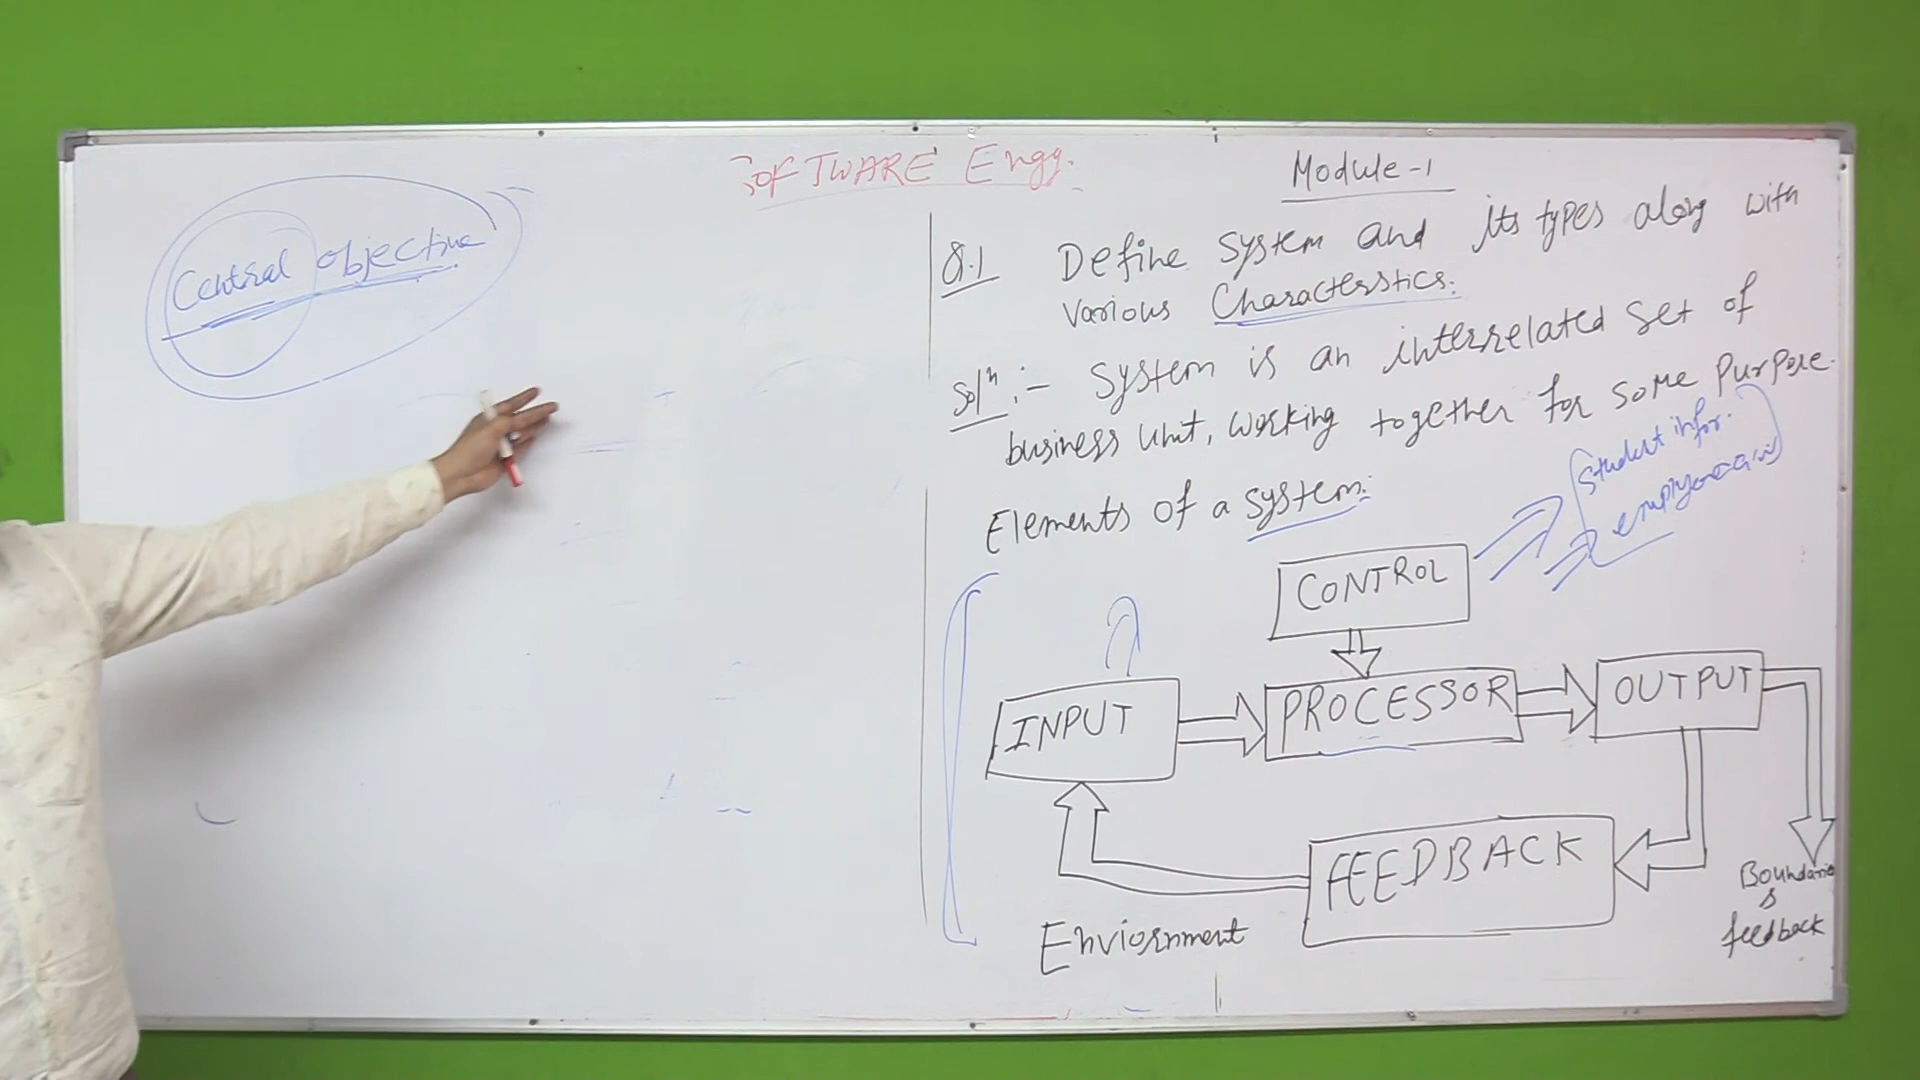 SOFTWARE Engg.
Module-1
Central objective
Q.1 Define System and its types along with
various Characterstics.
Solⁿ:- System is an interrelated set of
business unit, working together for some Purpose.
Student infor.
Elements of a system:
CONTROL
INPUT
PROCESSOR
OUTPUT
FEEDBACK
Boundaries
feedback
Enviornment